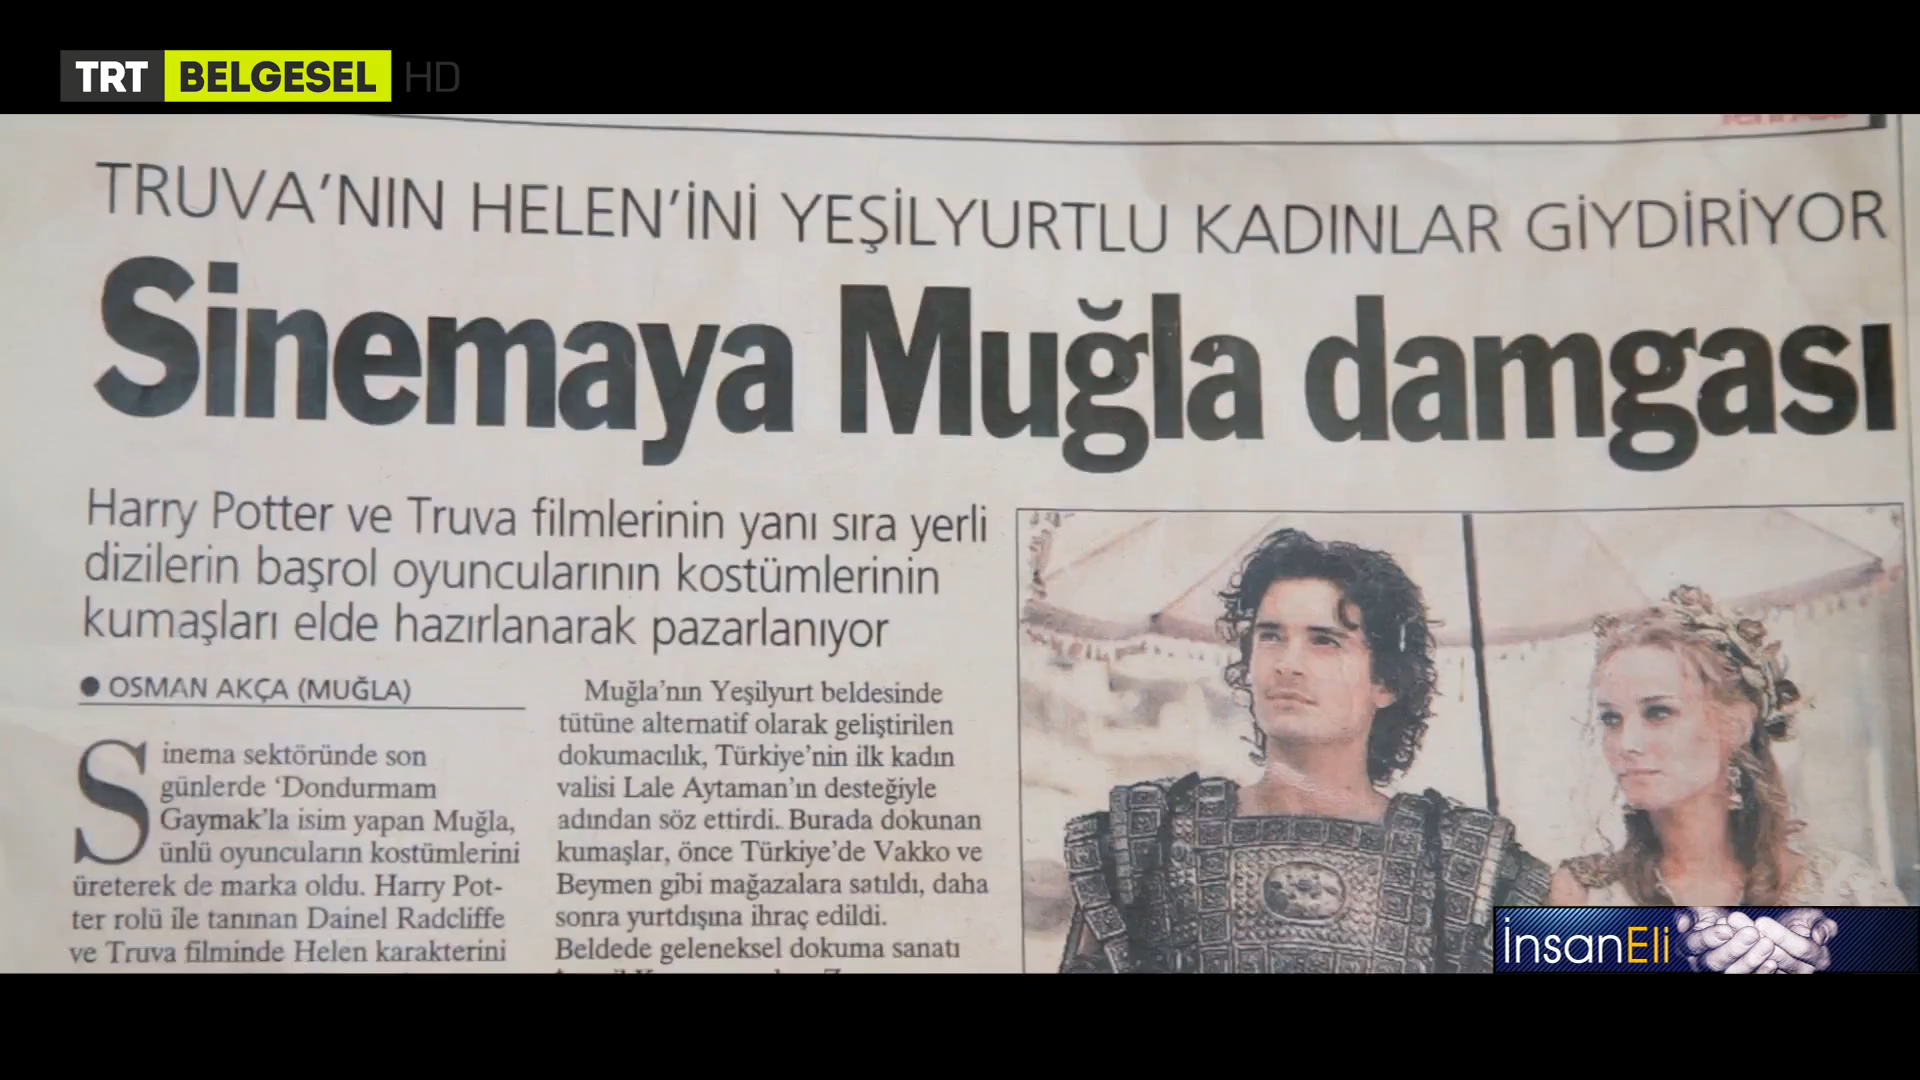 TRT BELGESEL HD
TRUVA'NIN HELEN'İNİ YEŞİLYURTLU KADINLAR GİYDİRİYOR
Sinemaya Muğla damgası
Harry Potter ve Truva filmlerinin yanı sıra yerli
dizilerin başrol oyuncularının kostümlerinin
kumaşları elde hazırlanarak pazarlanıyor
● OSMAN AKÇA (MUĞLA)
Sinema sektöründe son
günlerde 'Dondurmam
Gaymak'la isim yapan Muğla,
ünlü oyuncuların kostümlerini
üreterek de marka oldu. Harry Pot-
ter rolü ile tanınan Dainel Radcliffe
ve Truva filminde Helen karakterini
Muğla'nın Yeşilyurt beldesinde
tütüne alternatif olarak geliştirilen
dokumacılık, Türkiye'nin ilk kadın
valisi Lale Aytaman'ın desteğiyle
adından söz ettirdi. Burada dokunan
kumaşlar, önce Türkiye'de Vakko ve
Beymen gibi mağazalara satıldı, daha
sonra yurtdışına ihraç edildi.
Beldede geleneksel dokuma sanatı
İnsanEli